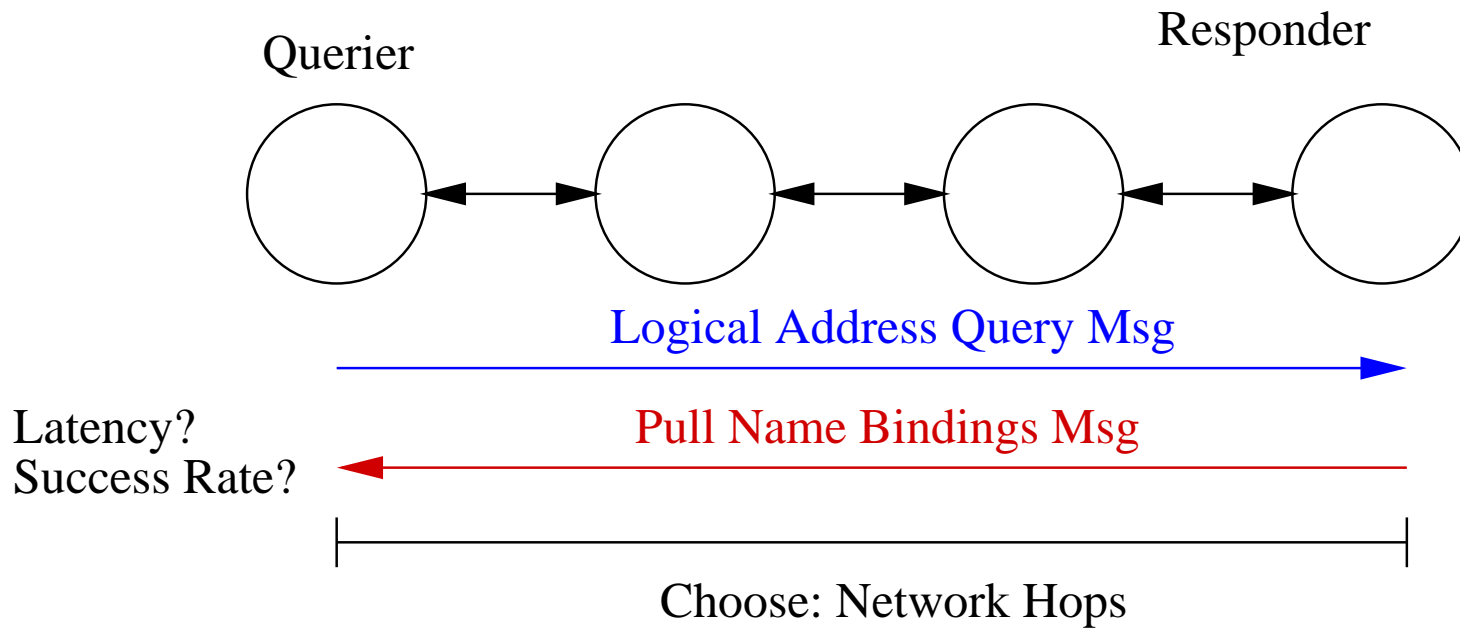 Querier
Responder
Logical Address Query Msg
Latency?
Pull Name Bindings Msg
Success Rate?
Choose: Network Hops